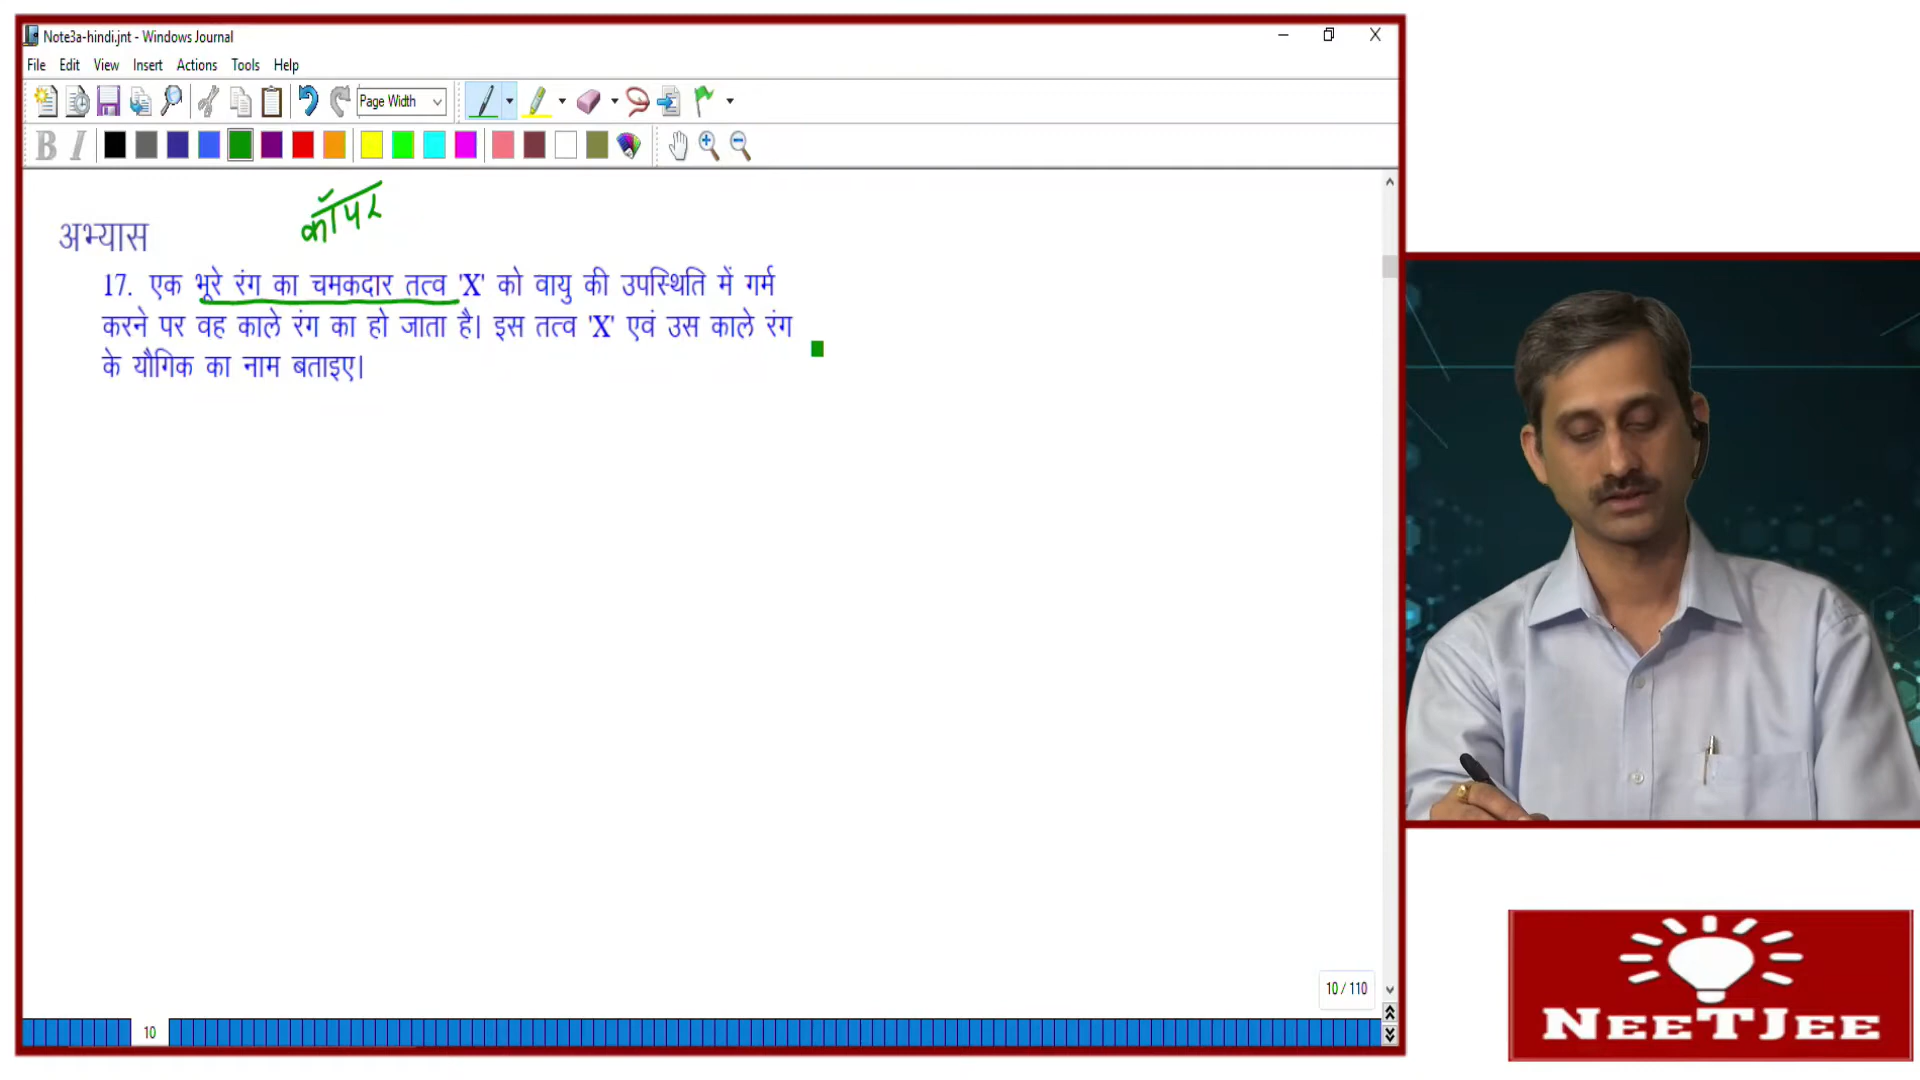 Note3a-hindi.jnt - Windows Journal
File Edit View Insert Actions Tools Help
Page Width
B I
कॉपर
अभ्यास
17. एक भूरे रंग का चमकदार तत्व 'X' को वायु की उपस्थिति में गर्म
करने पर वह काले रंग का हो जाता है। इस तत्व 'X' एवं उस काले रंग
के यौगिक का नाम बताइए।
10 / 110
10
NEETJEE